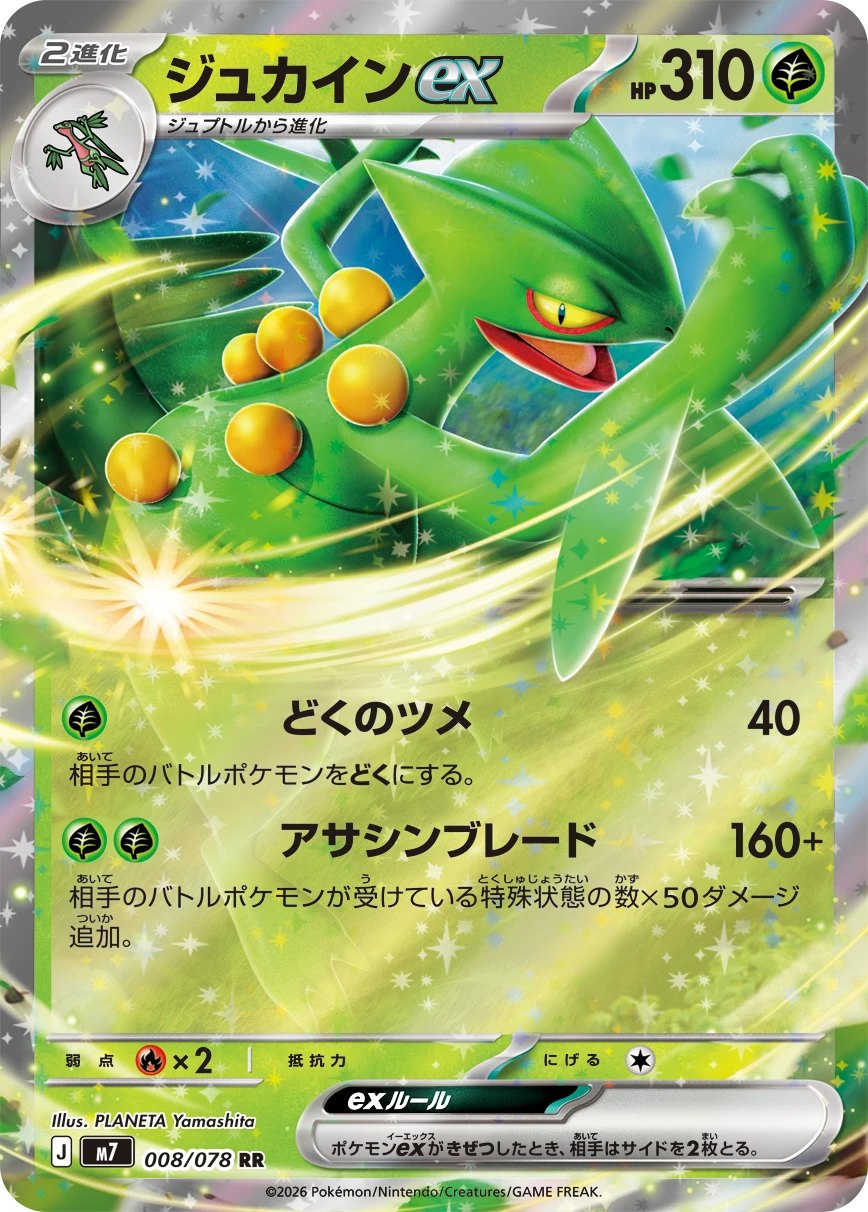 2進化
ジュカインex
HP310
ジュプトルから進化
どくのツメ 40
相手のバトルポケモンをどくにする。
アサシンブレード 160+
相手のバトルポケモンが受けている特殊状態の数×50ダメージ
追加。
弱点 ×2 抵抗力 にげる
exルール
ポケモンexがきぜつしたとき、相手はサイドを2枚とる。
Illus. PLANETA Yamashita
J M7 008/078 RR
©2026 Pokémon/Nintendo/Creatures/GAME FREAK.